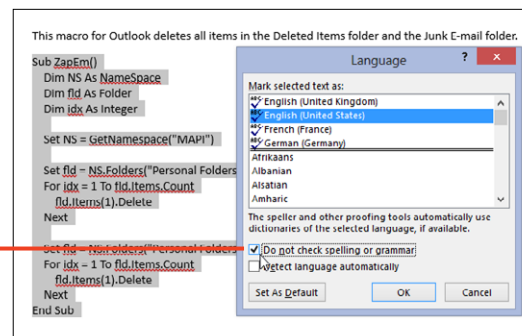 This macro for Outlook deletes all items in the Deleted Items folder and the Junk E-mail folder.
Sub ZapEm()
Dim NS As NameSpace
Dim fld As Folder
Dim idx As Integer
Set NS = GetNamespace("MAPI")
Set fld = NS.Folders("Personal Folders
For idx = 1 To fld.Items.Count
fld.Items(1).Delete
Next
Set fld = NS.Folders("Personal Folders
For idx = 1 To fld.Items.Count
fld.Items(1).Delete
Next
End Sub
Language
Mark selected text as:
English (United Kingdom)
English (United States)
French (France)
German (Germany)
Afrikaans
Albanian
Alsatian
Amharic
The speller and other proofing tools automatically use
dictionaries of the selected language, if available.
Do not check spelling or grammar
Detect language automatically
Set As Default
OK
Cancel